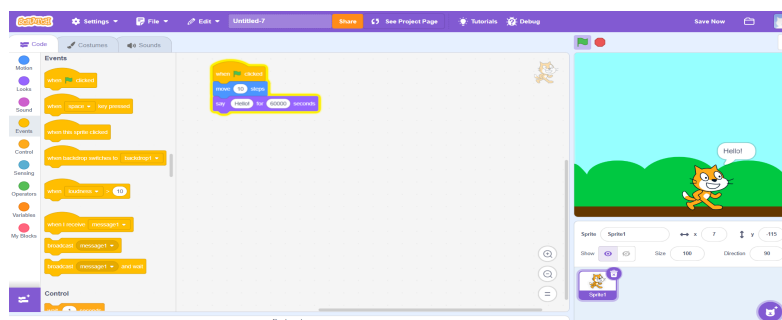 SCRATCH Settings File Edit Untitled-7 Share See Project Page Tutorials Debug Save Now
Code Costumes Sounds
Motion
Looks
Sound
Events
Control
Sensing
Operators
Variables
My Blocks
Events
when clicked
when space key pressed
when this sprite clicked
when backdrop switches to backdrop1
when loudness > 10
when I receive message1
broadcast message1
broadcast message1 and wait
Control
when clicked
move 10 steps
say Hello! for 60000 seconds
Hello!
Sprite Sprite1 x 7 y -115
Show Size 100 Direction 90
Sprite1